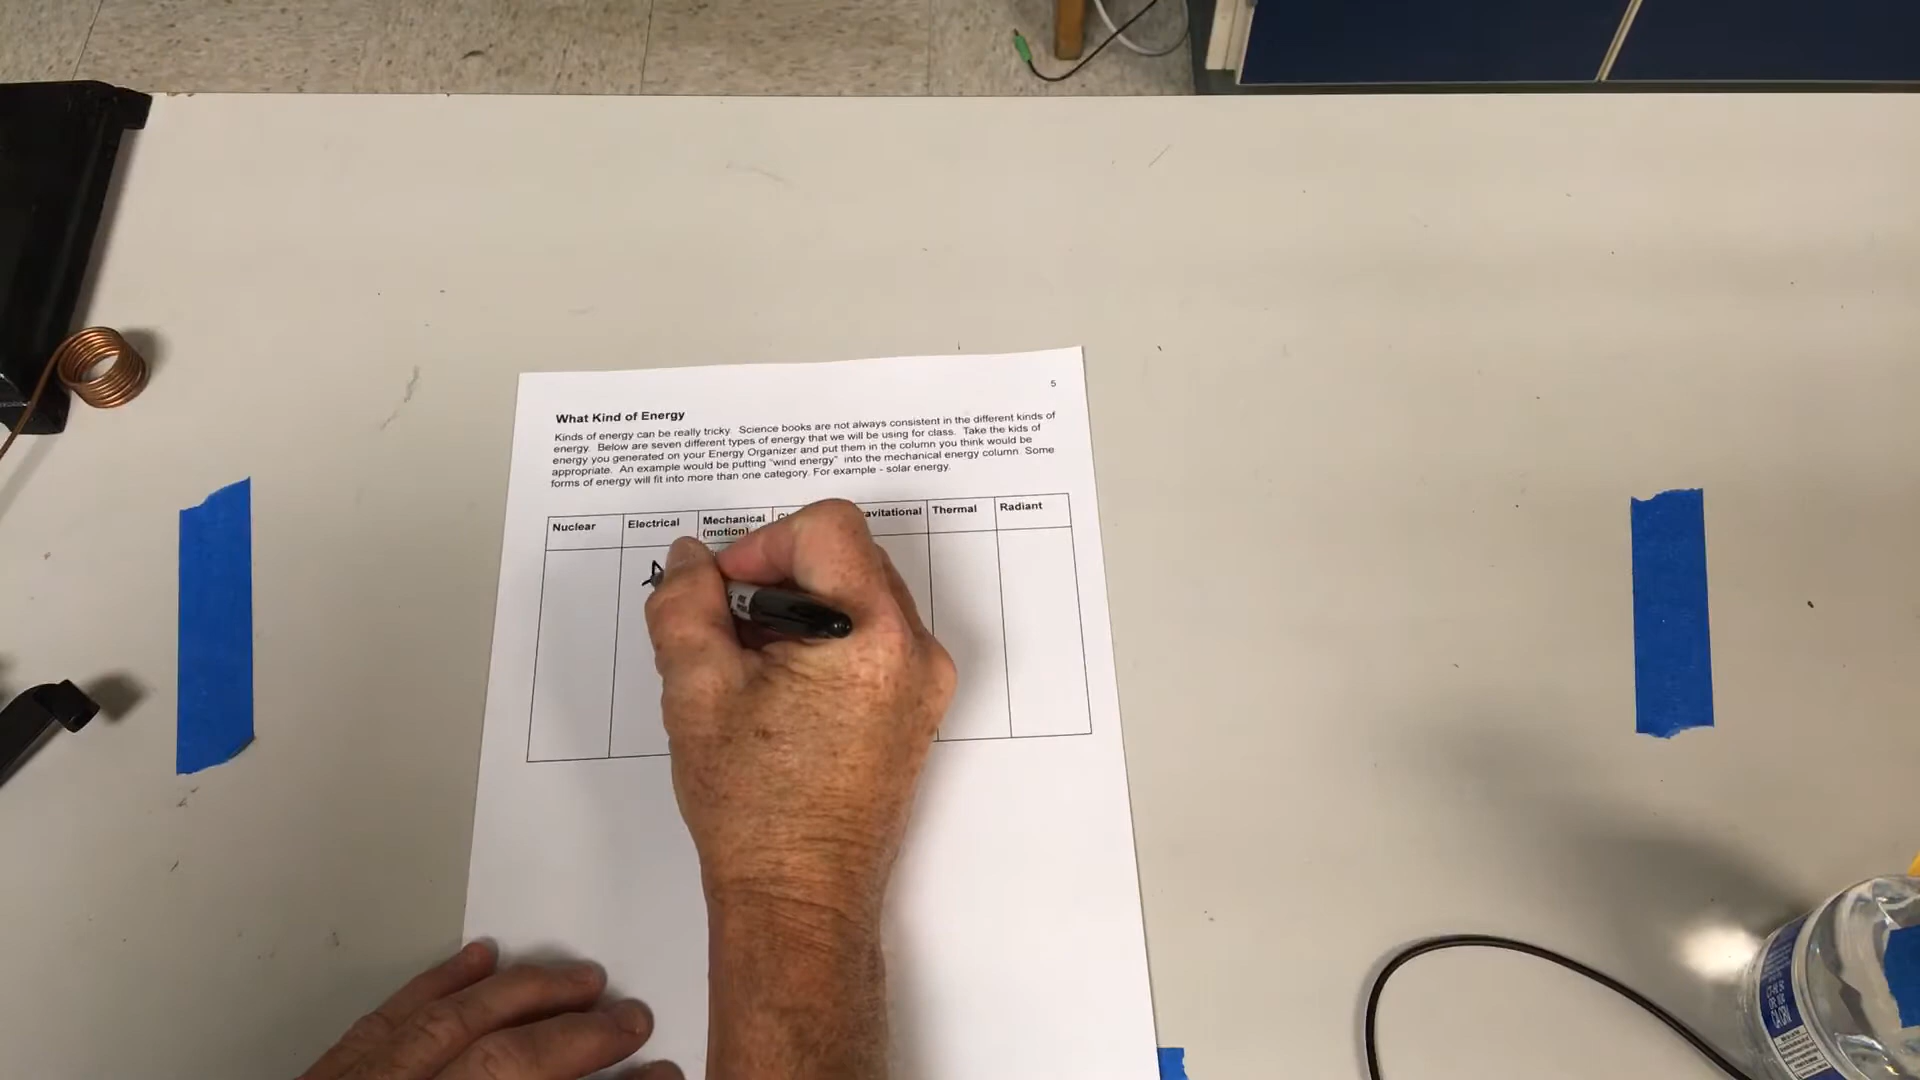 5
What Kind of Energy
Kinds of energy can be really tricky. Science books are not always consistent in the different kinds of
energy. Below are seven different types of energy that we will be using for class. Take the kids of
energy you generated on your Energy Organizer and put them in the column you think would be
appropriate. An example would be putting "wind energy" into the mechanical energy column. Some
forms of energy will fit into more than one category. For example - solar energy.
Nuclear Electrical Mechanical avitational Thermal Radiant
(motion)